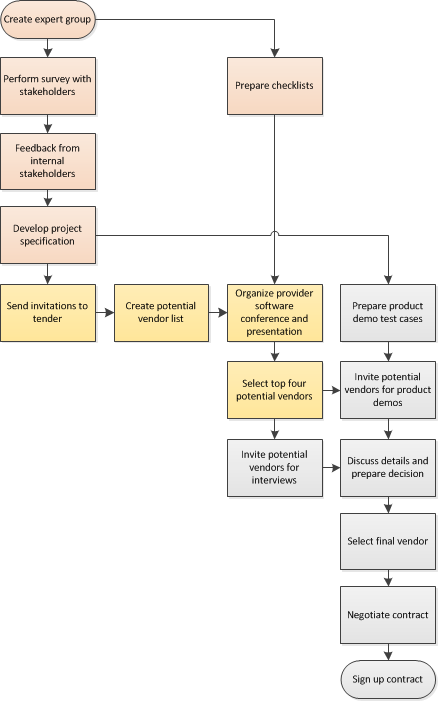 Create expert group
Perform survey with
stakeholders
Prepare checklists
Feedback from
internal
stakeholders
Develop project
specification
Send invitations to
tender
Create potential
vendor list
Organize provider
software
conference and
presentation
Prepare product
demo test cases
Select top four
potential vendors
Invite potential
vendors for product
demos
Invite potential
vendors for
interviews
Discuss details and
prepare decision
Select final vendor
Negotiate contract
Sign up contract